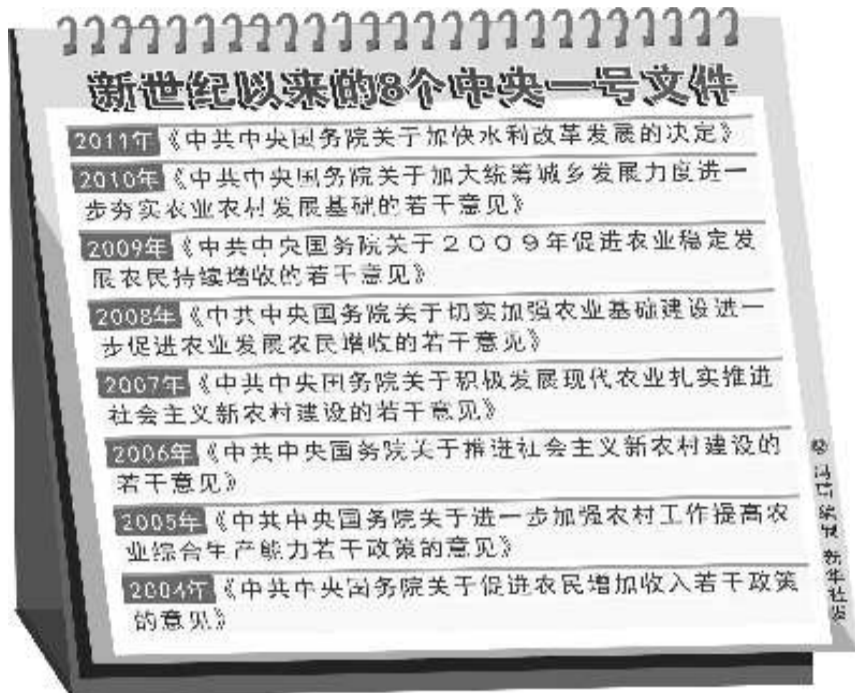 新世纪以来的8个中央一号文件
2011年《中共中央国务院关于加快水利改革发展的决定》
2010年《中共中央国务院关于加大统筹城乡发展力度进一
步夯实农业农村发展基础的若干意见》
2009年《中共中央国务院关于2009年促进农业稳定发
展农民持续增收的若干意见》
2008年《中共中央国务院关于切实加强农业基础建设进一
步促进农业发展农民增收的若干意见》
2007年《中共中央国务院关于积极发展现代农业扎实推进
社会主义新农村建设的若干意见》
2006年《中共中央国务院关于推进社会主义新农村建设的
若干意见》
2005年《中共中央国务院关于进一步加强农村工作提高农
业综合生产能力若干政策的意见》
2004年《中共中央国务院关于促进农民增加收入若干政策
的意见》
新华社发